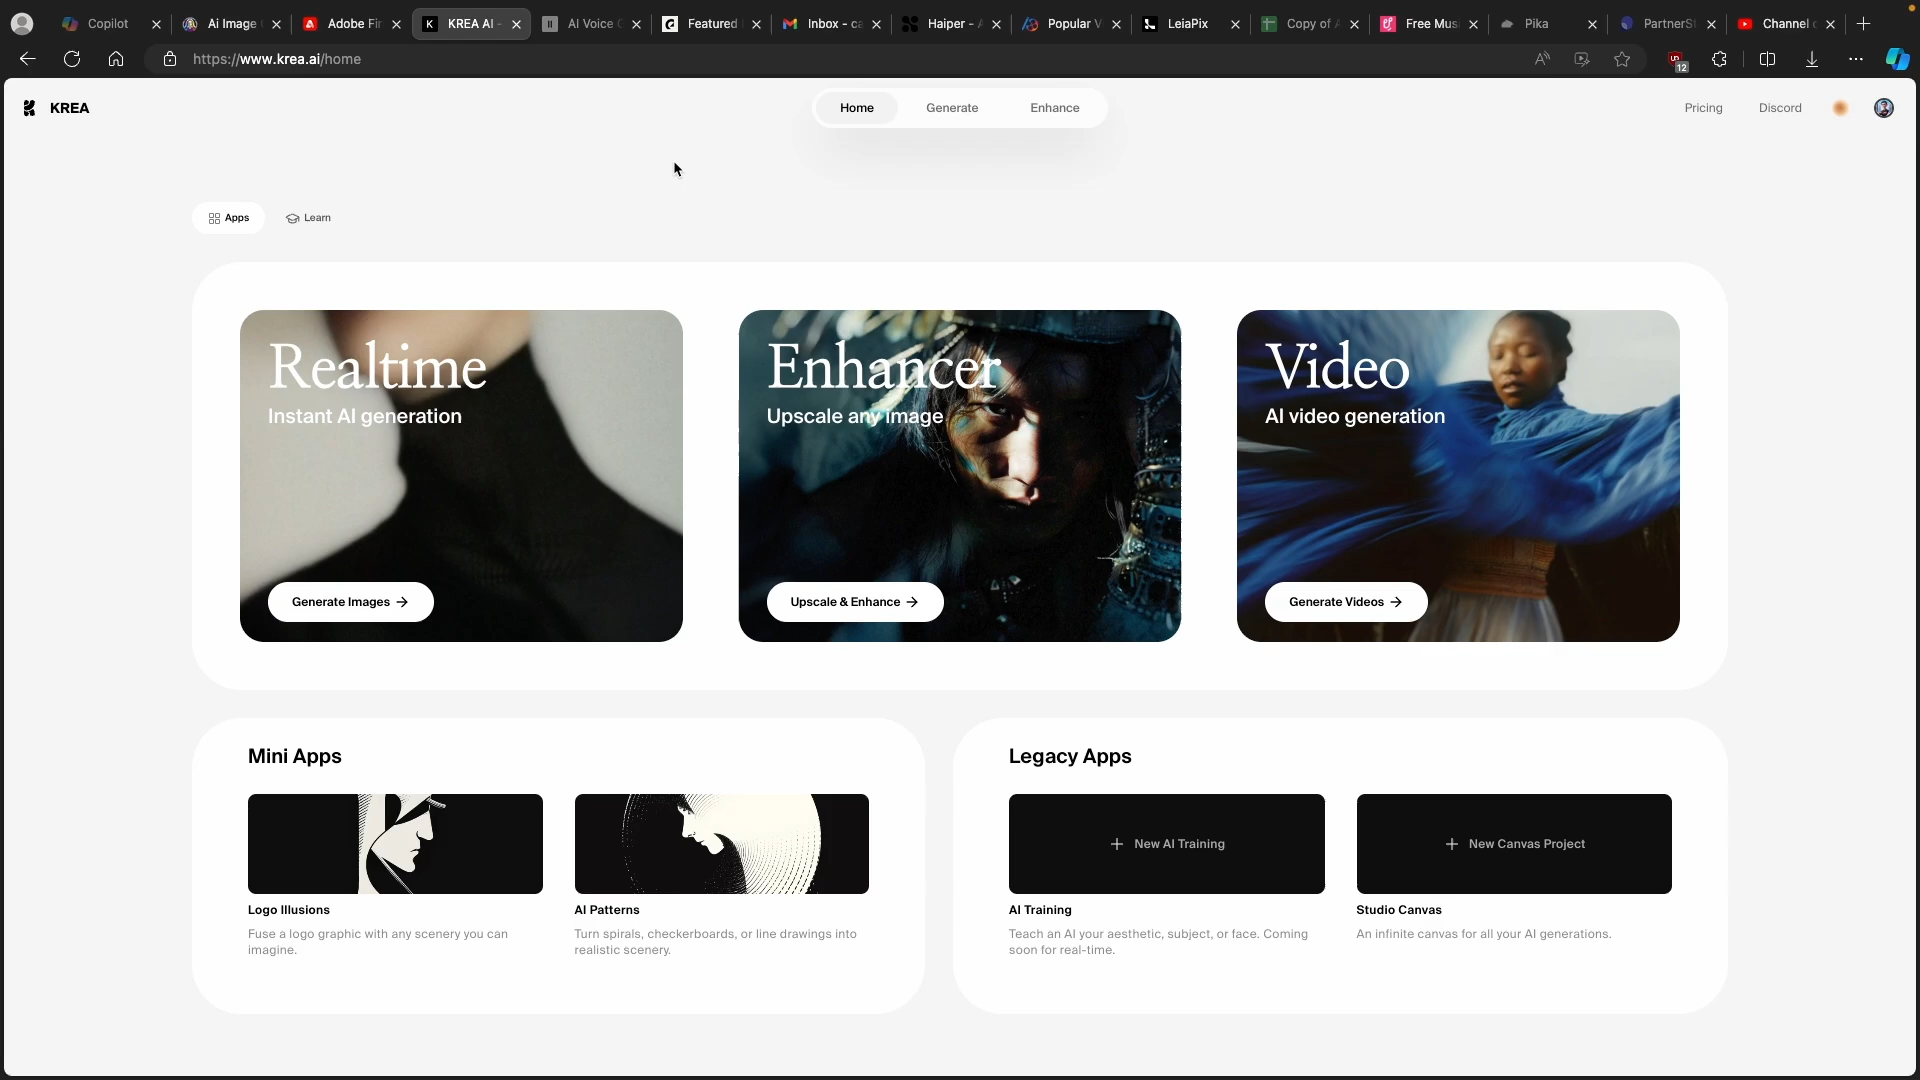 Copilot
Ai Image
Adobe Fir
KREA AI -
AI Voice
Featured
Inbox - ca
Haiper - A
Popular V
LeiaPix
Copy of A
Free Musi
Pika
PartnerSt
Channel
https://www.krea.ai/home
12
KREA
Home
Generate
Enhance
Pricing
Discord
Apps
Learn
Realtime
Instant AI generation
Generate Images →
Enhancer
Upscale any image
Upscale & Enhance →
Video
AI video generation
Generate Videos →
Mini Apps
Logo Illusions
Fuse a logo graphic with any scenery you can
imagine.
AI Patterns
Turn spirals, checkerboards, or line drawings into
realistic scenery.
Legacy Apps
+ New AI Training
AI Training
Teach an AI your aesthetic, subject, or face. Coming
soon for real-time.
+ New Canvas Project
Studio Canvas
An infinite canvas for all your AI generations.